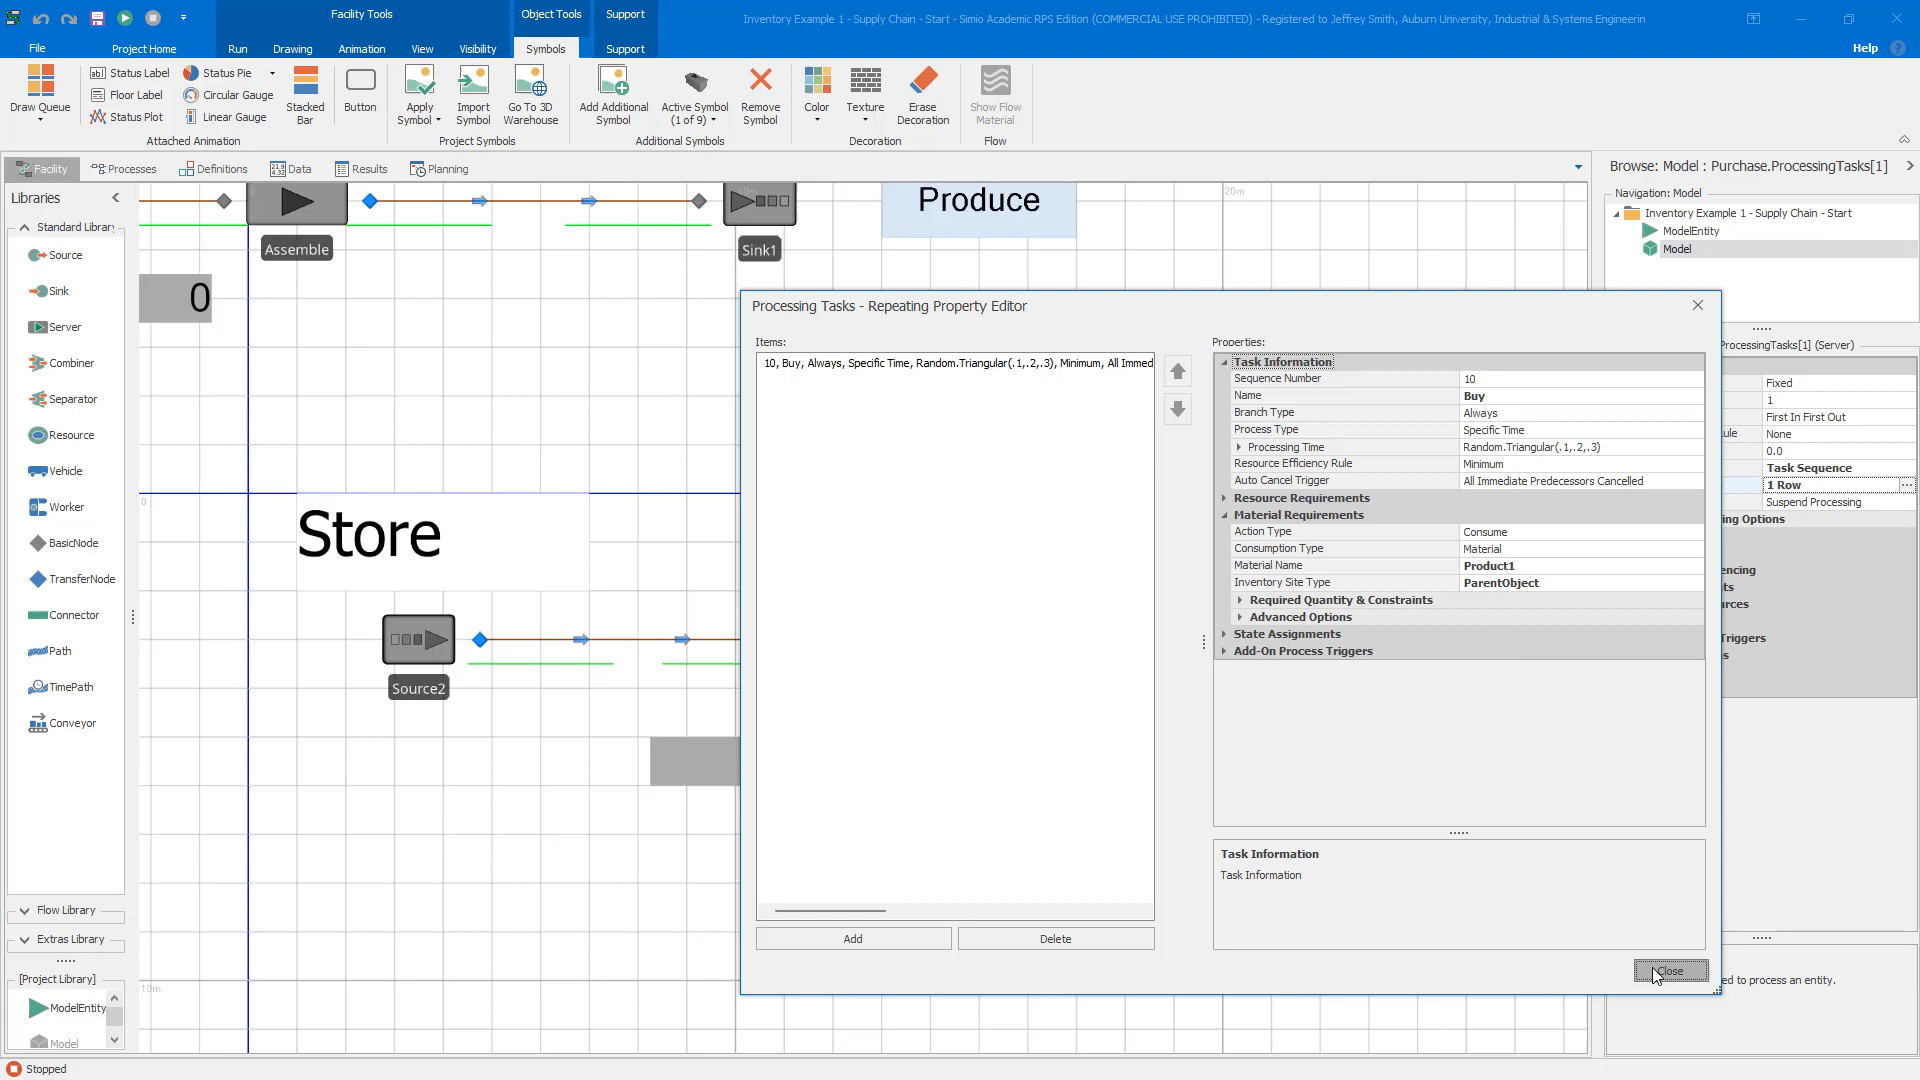 Facility Tools
Object Tools
Support
Inventory Example 1 - Supply Chain - Start - Simio Academic RPS Edition (COMMERCIAL USE PROHIBITED) - Registered to Jeffrey Smith, Auburn University, Industrial & Systems Engineerin
File
Project Home
Run
Drawing
Animation
View
Visibility
Symbols
Support
Help
Draw Queue
Status Label
Floor Label
Status Plot
Status Pie
Circular Gauge
Linear Gauge
Stacked Bar
Button
Apply Symbol
Import Symbol
Go To 3D Warehouse
Add Additional Symbol
Active Symbol (1 of 9)
Remove Symbol
Color
Texture
Erase Decoration
Show Flow Material
Attached Animation
Project Symbols
Additional Symbols
Decoration
Flow
Facility
Processes
Definitions
Data
Results
Planning
Browse: Model : Purchase.ProcessingTasks[1]
Libraries
Standard Library
Source
Sink
Server
Combiner
Separator
Resource
Vehicle
Worker
BasicNode
TransferNode
Connector
Path
TimePath
Conveyor
Flow Library
Extras Library
[Project Library]
ModelEntity
Model
Assemble
Sink1
Produce
20m
0
0
Store
Source2
10m
Processing Tasks - Repeating Property Editor
Items:
10, Buy, Always, Specific Time, Random.Triangular(.1,.2,.3), Minimum, All Immed
Add
Delete
Properties:
Task Information
Sequence Number 10
Name Buy
Branch Type Always
Process Type Specific Time
Processing Time Random.Triangular(.1,.2,.3)
Resource Efficiency Rule Minimum
Auto Cancel Trigger All Immediate Predecessors Cancelled
Resource Requirements
Material Requirements
Action Type Consume
Consumption Type Material
Material Name Product1
Inventory Site Type ParentObject
Required Quantity & Constraints
Advanced Options
State Assignments
Add-On Process Triggers
Task Information
Task Information
Close
Navigation: Model
Inventory Example 1 - Supply Chain - Start
ModelEntity
Model
ProcessingTasks[1] (Server)
Fixed
1
First In First Out
ule None
0.0
Task Sequence
1 Row
Suspend Processing
ing Options
encing
ts
urces
Triggers
s
ed to process an entity.
Stopped